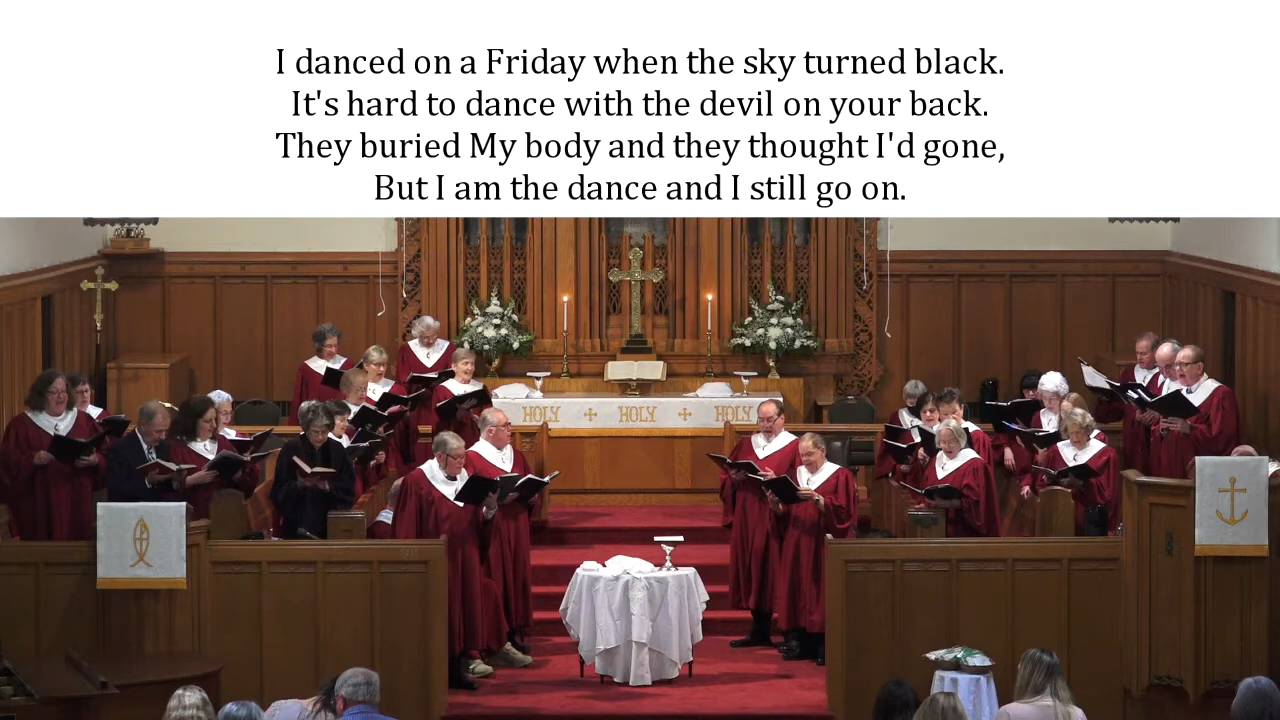 I danced on a Friday when the sky turned black.
It's hard to dance with the devil on your back.
They buried My body and they thought I'd gone,
But I am the dance and I still go on.
HOLY HOLY HOLY